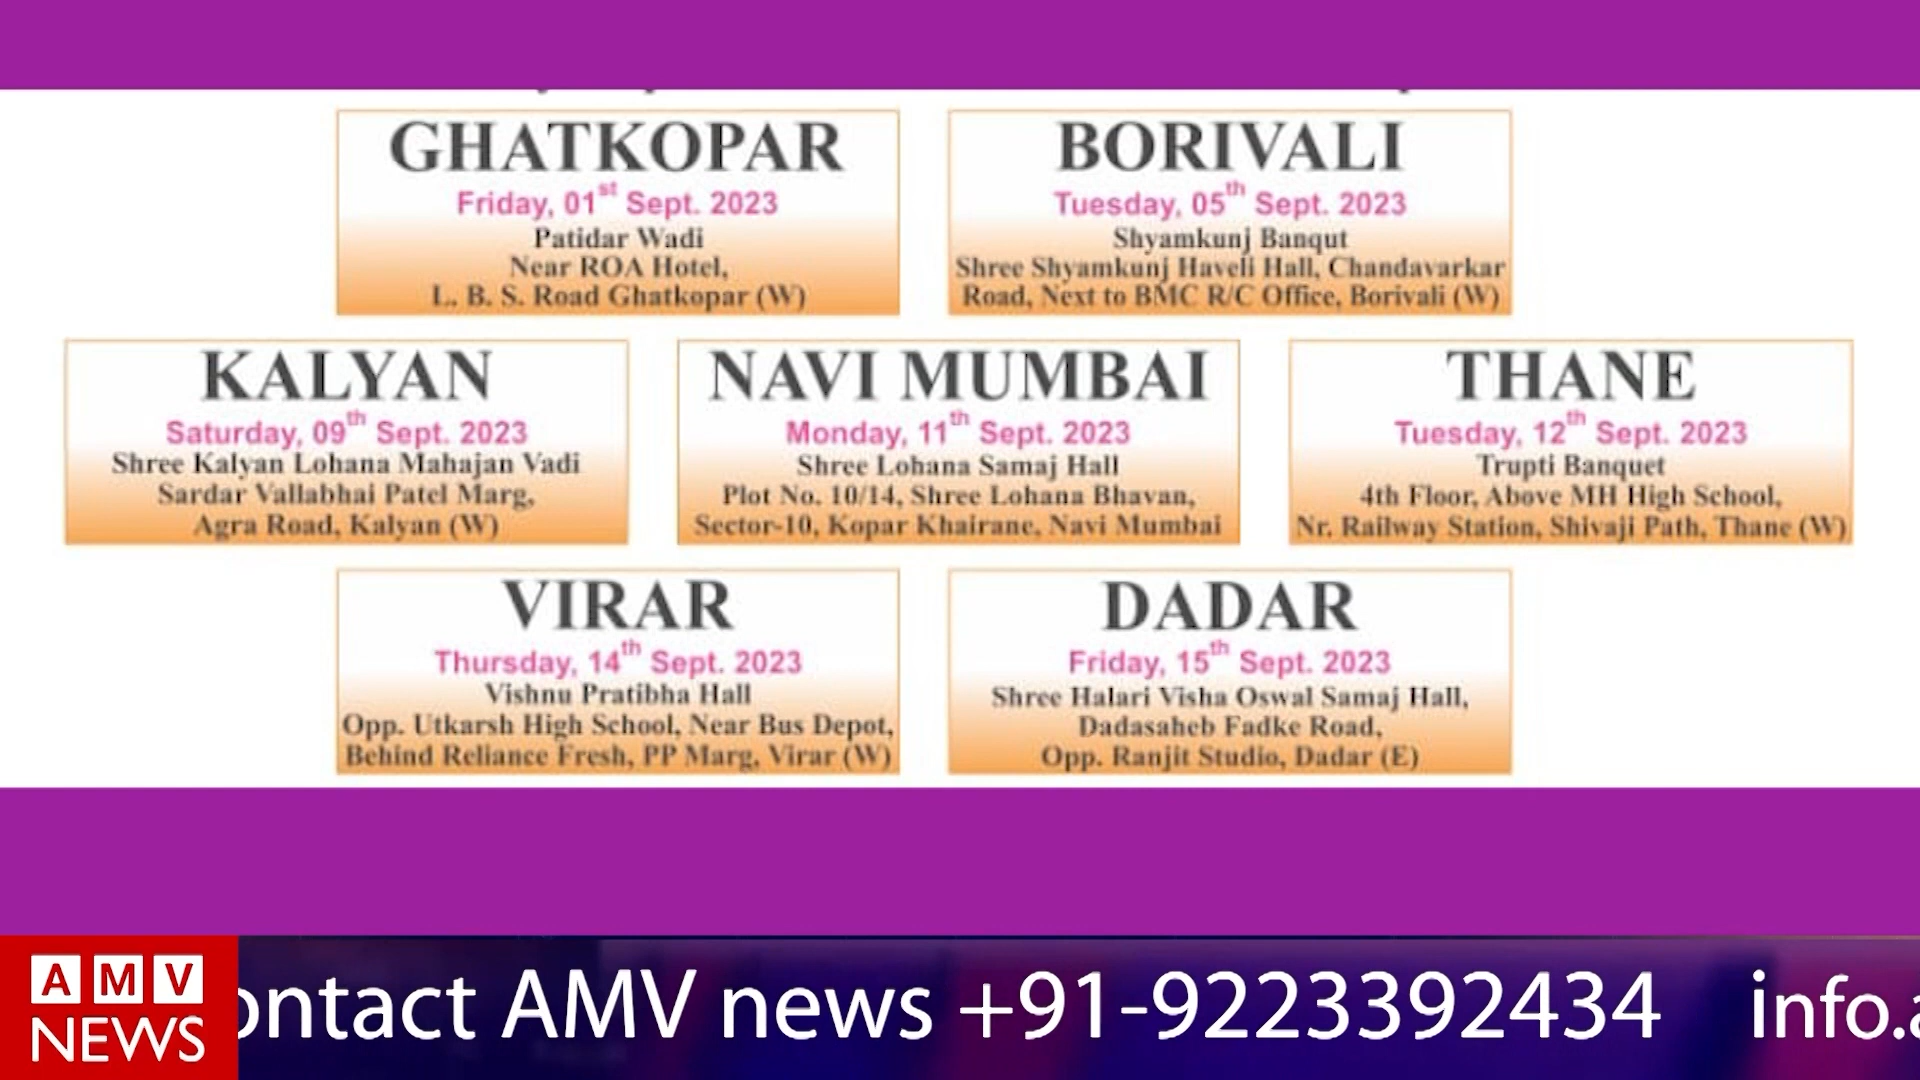 GHATKOPAR
Friday, 01st Sept. 2023
Patidar Wadi
Near ROA Hotel,
L. B. S. Road Ghatkopar (W)
BORIVALI
Tuesday, 05th Sept. 2023
Shyamkunj Banqut
Shree Shyamkunj Haveli Hall, Chandavarkar
Road, Next to BMC R/C Office, Borivali (W)
KALYAN
Saturday, 09th Sept. 2023
Shree Kalyan Lohana Mahajan Vadi
Sardar Vallabhai Patel Marg,
Agra Road, Kalyan (W)
NAVI MUMBAI
Monday, 11th Sept. 2023
Shree Lohana Samaj Hall
Plot No. 10/14, Shree Lohana Bhavan,
Sector-10, Kopar Khairane, Navi Mumbai
THANE
Tuesday, 12th Sept. 2023
Trupti Banquet
4th Floor, Above MH High School,
Nr. Railway Station, Shivaji Path, Thane (W)
VIRAR
Thursday, 14th Sept. 2023
Vishnu Pratibha Hall
Opp. Utkarsh High School, Near Bus Depot,
Behind Reliance Fresh, PP Marg, Virar (W)
DADAR
Friday, 15th Sept. 2023
Shree Halari Visha Oswal Samaj Hall,
Dadasaheb Fadke Road,
Opp. Ranjit Studio, Dadar (E)
AMV
NEWS
ontact AMV news +91-9223392434 info.a